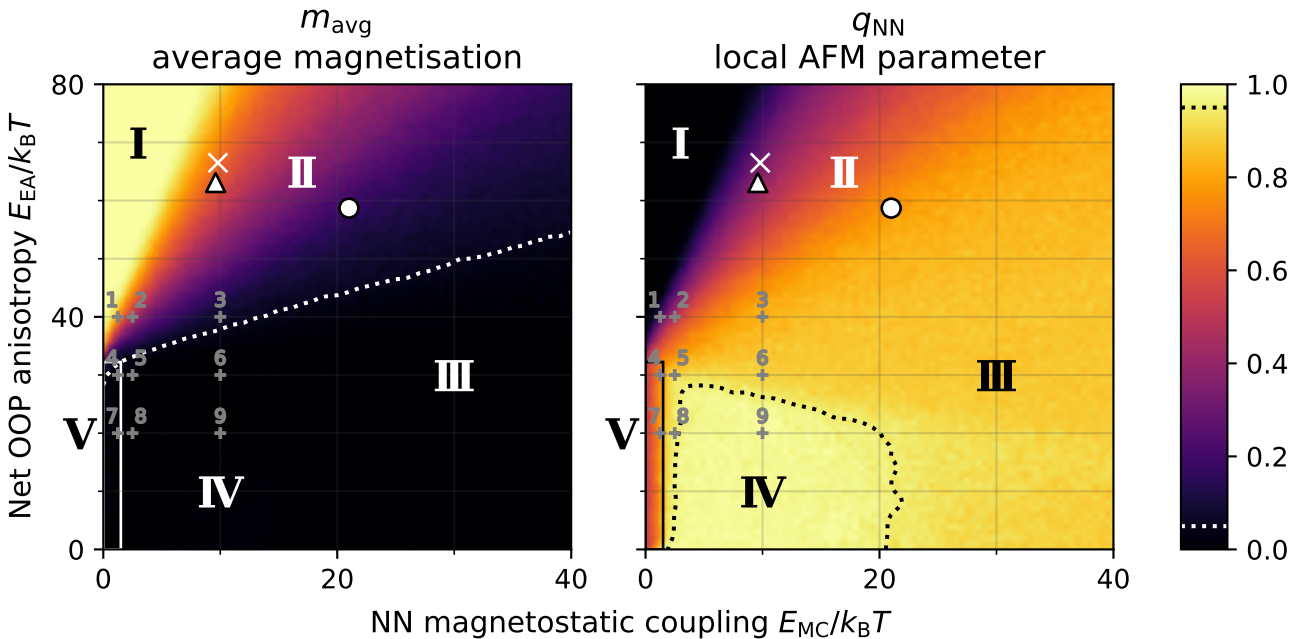 m_avg
average magnetisation
q_NN
local AFM parameter
80
40
0
0
20
40
Net OOP anisotropy E_EA/k_BT
I
II
III
IV
V
1
2
3
4
5
6
7
8
9
0
20
40
I
II
III
IV
V
1
2
3
4
5
6
7
8
9
NN magnetostatic coupling E_MC/k_BT
1.0
0.8
0.6
0.4
0.2
0.0